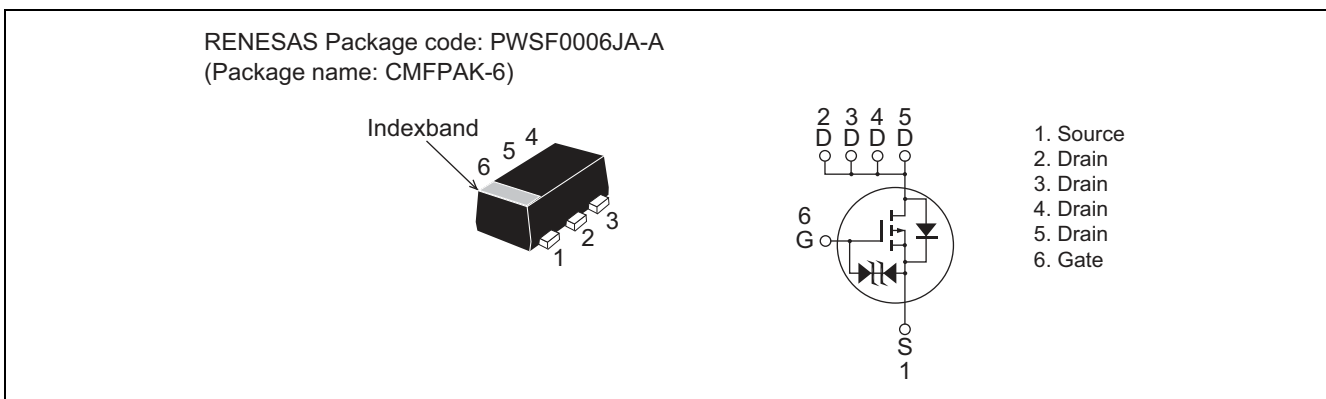 RENESAS Package code: PWSF0006JA-A
(Package name: CMFPAK-6)
Indexband
6 5 4
1 2 3
2 3 4 5
D D D D
6
G
S
1
1. Source
2. Drain
3. Drain
4. Drain
5. Drain
6. Gate